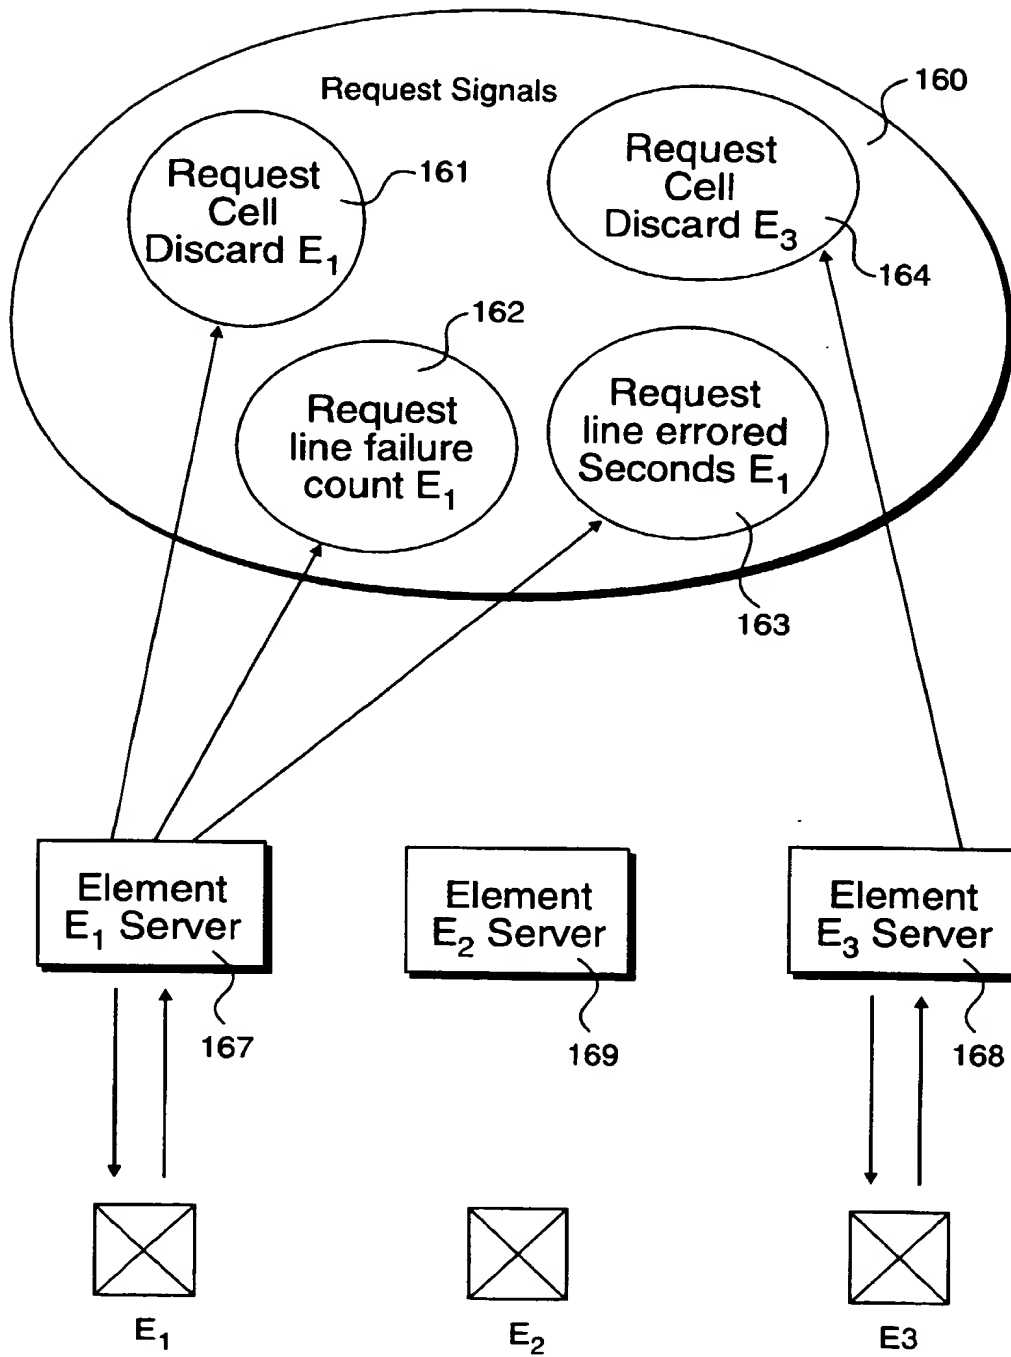 Request Signals
160
Request
Cell
Discard E₁
161
Request
Cell
Discard E₃
164
162
Request
line failure
count E₁
Request
line errored
Seconds E₁
163
Element
E₁ Server
167
Element
E₂ Server
169
Element
E₃ Server
168
E₁
E₂
E3